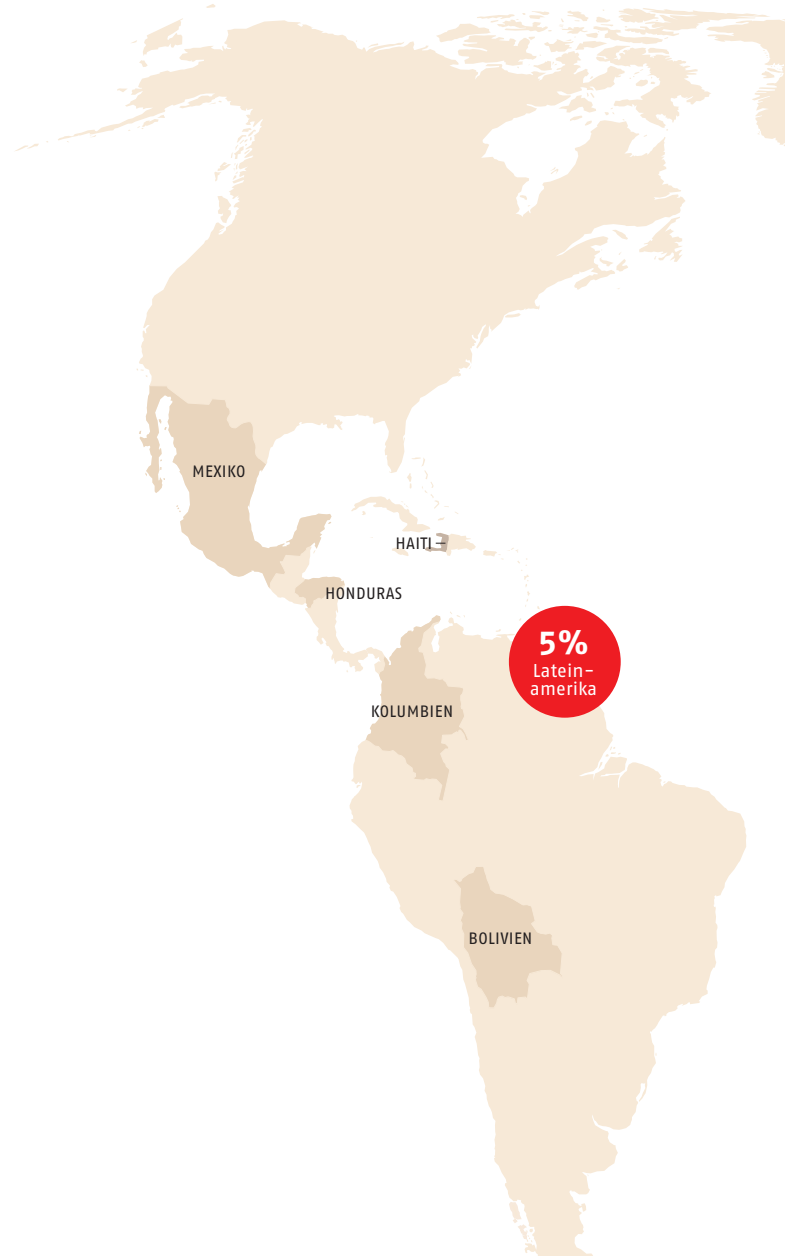 MEXIKO
HAITI
HONDURAS
5%
Latein-
amerika
KOLUMBIEN
BOLIVIEN